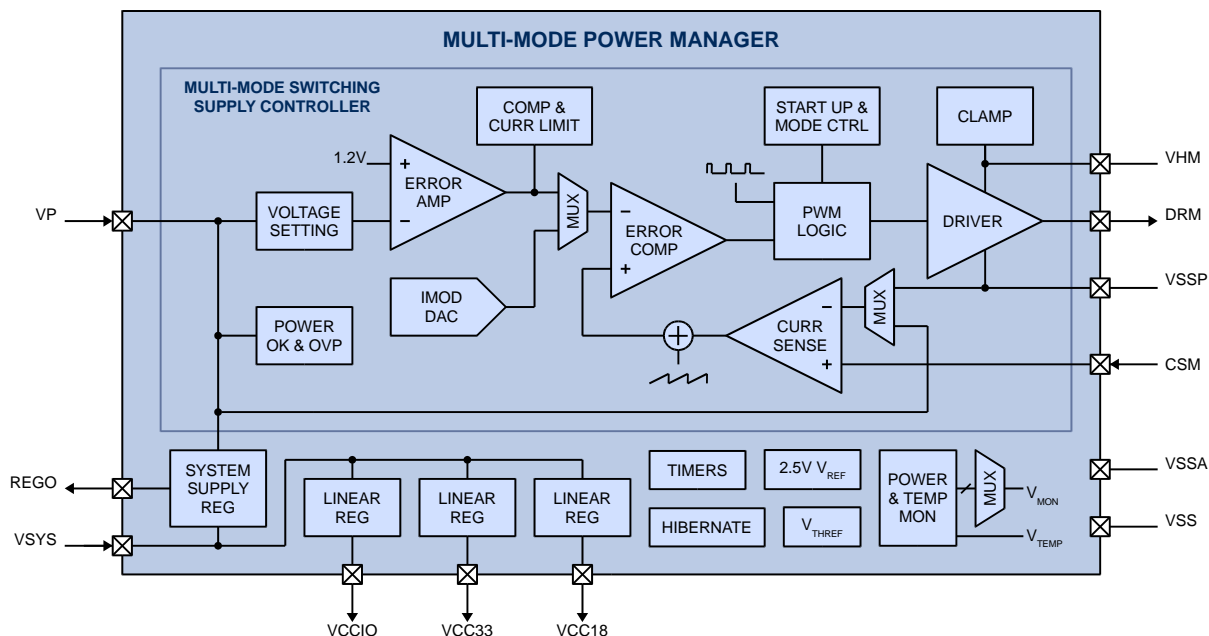 MULTI-MODE POWER MANAGER
MULTI-MODE SWITCHING
SUPPLY CONTROLLER
COMP &
CURR LIMIT
START UP &
MODE CTRL
CLAMP
1.2V
+
−
ERROR
AMP
MUX
−
+
ERROR
COMP
PWM
LOGIC
DRIVER
VHM
DRM
VSSP
CSM
VP
VOLTAGE
SETTING
IMOD
DAC
POWER
OK & OVP
+
CURR
SENSE
−
+
MUX
REGO
VSYS
SYSTEM
SUPPLY
REG
LINEAR
REG
LINEAR
REG
LINEAR
REG
TIMERS
2.5V VREF
HIBERNATE
VTHREF
POWER
& TEMP
MON
MUX
VMON
VTEMP
VSSA
VSS
VCCIO
VCC33
VCC18